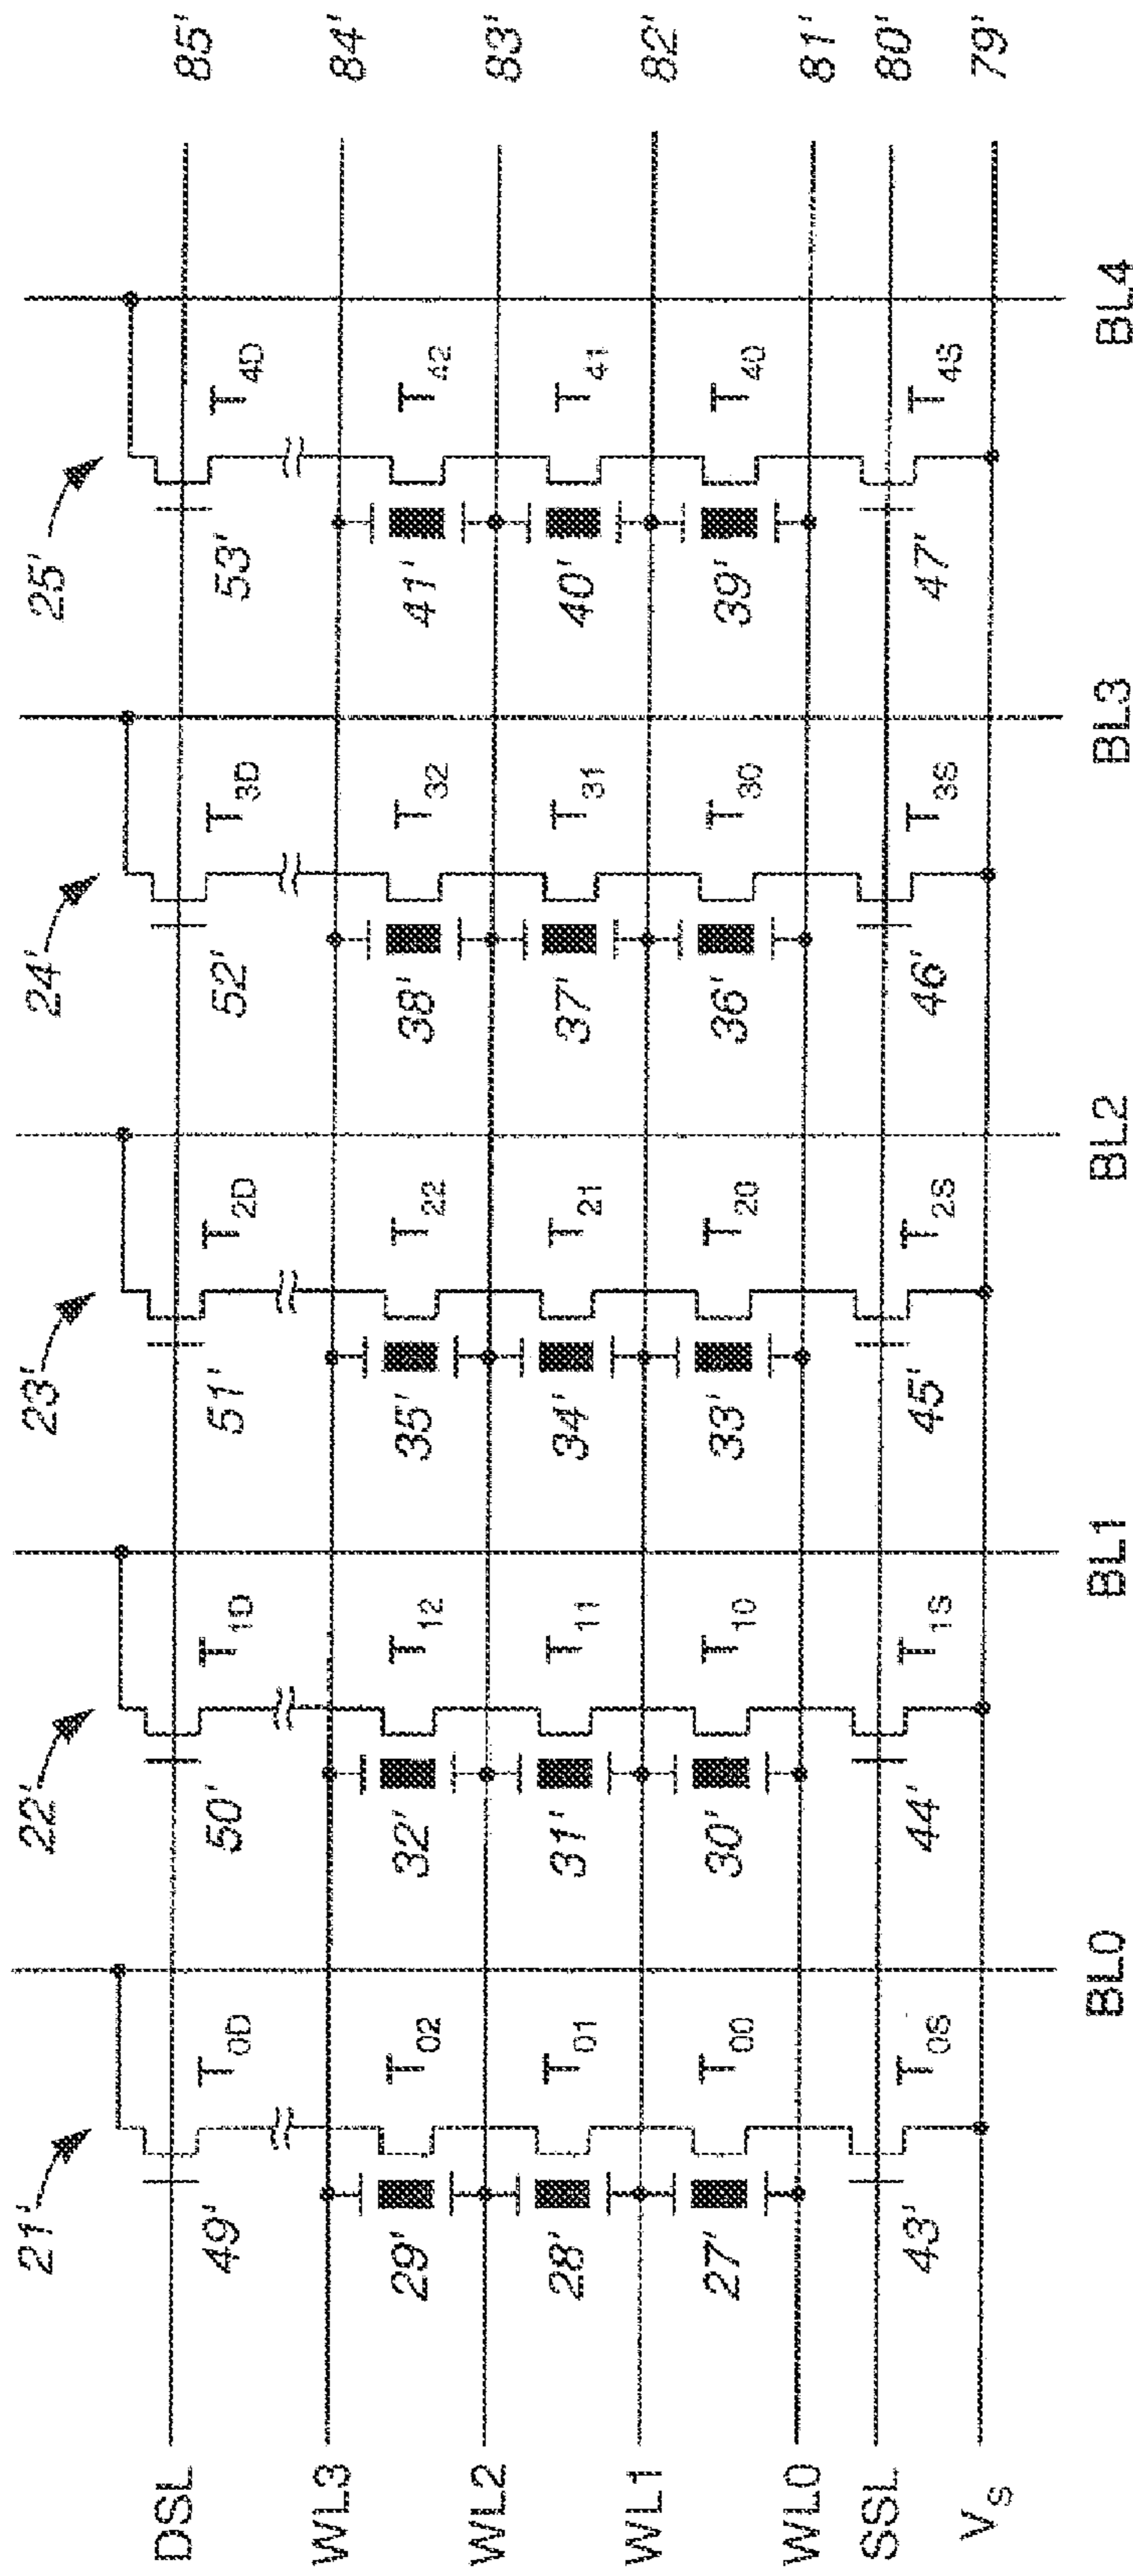 21' 22' 23' 24' 25'
DSL 49' T0D 50' T1D 51' T2D 52' T3D 53' T4D 85'
WL3 84'
29' T02 32' T12 35' T22 38' T32 41' T42
WL2 83'
28' T01 31' T11 34' T21 37' T31 40' T41
WL1 82'
27' T00 30' T10 33' T20 36' T30 39' T40
WL0 81'
SSL 80'
43' T0S 44' T1S 45' T2S 46' T3S 47' T4S
VS 79'
BL0 BL1 BL2 BL3 BL4